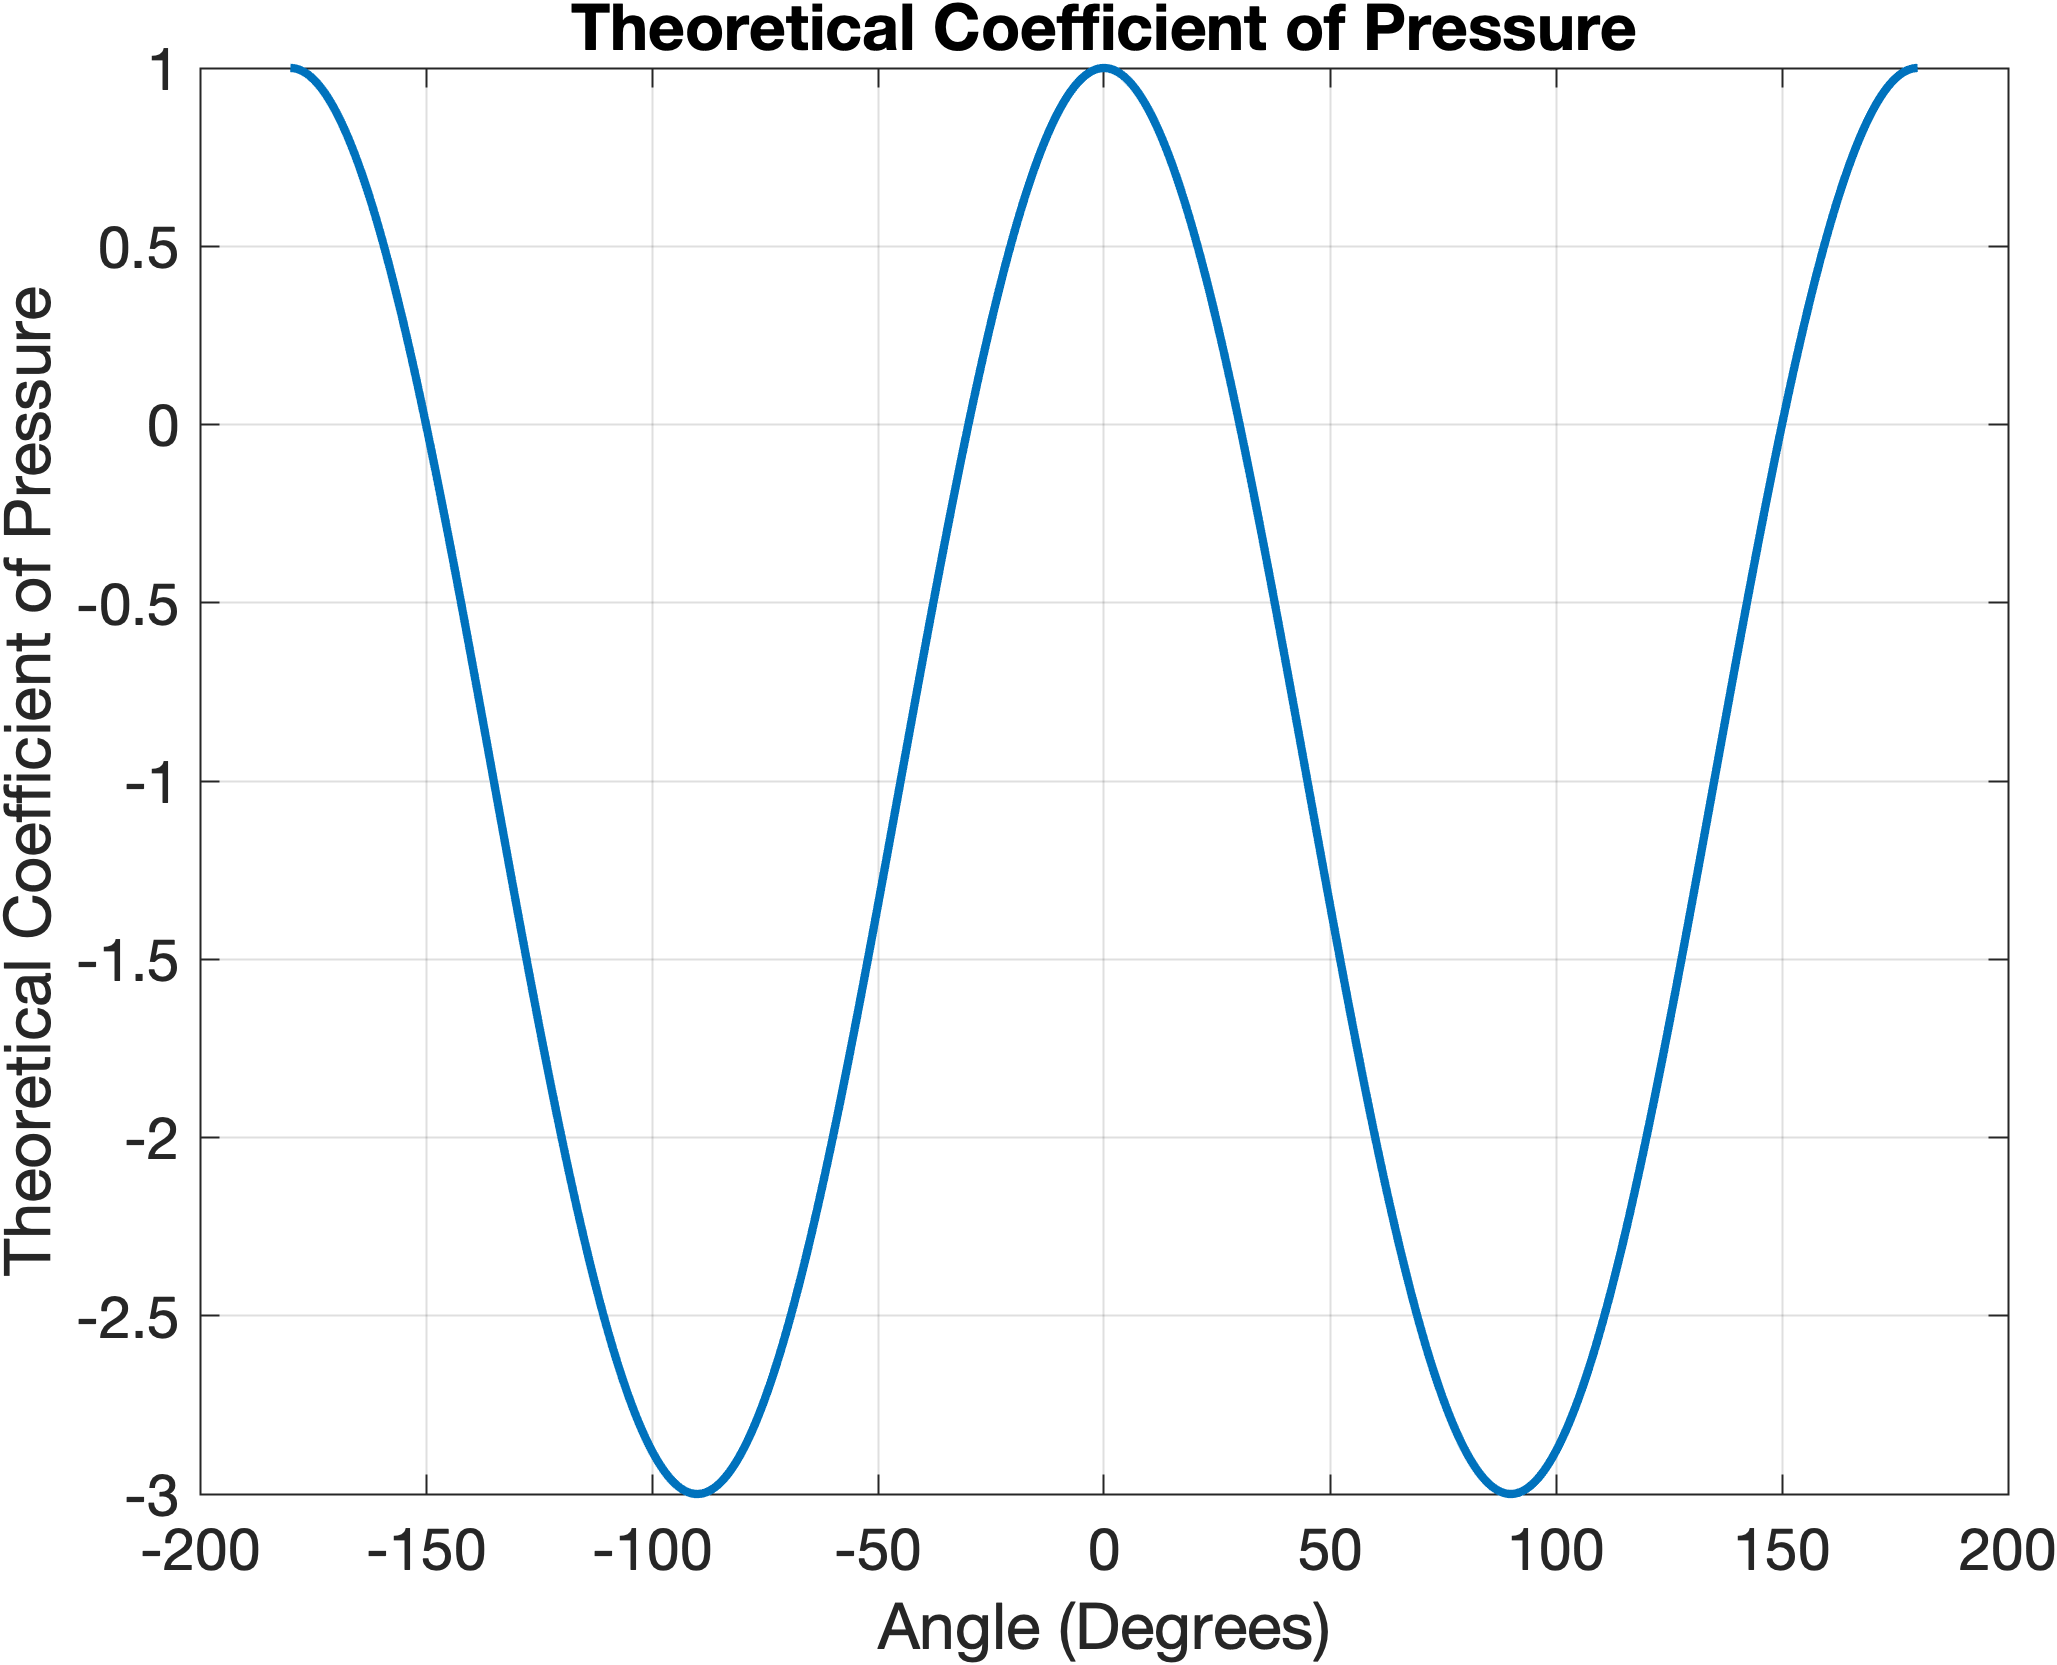 Theoretical Coefficient of Pressure
Theoretical Coefficient of Pressure
1
0.5
0
-0.5
-1
-1.5
-2
-2.5
-3
-200 -150 -100 -50 0 50 100 150 200
Angle (Degrees)